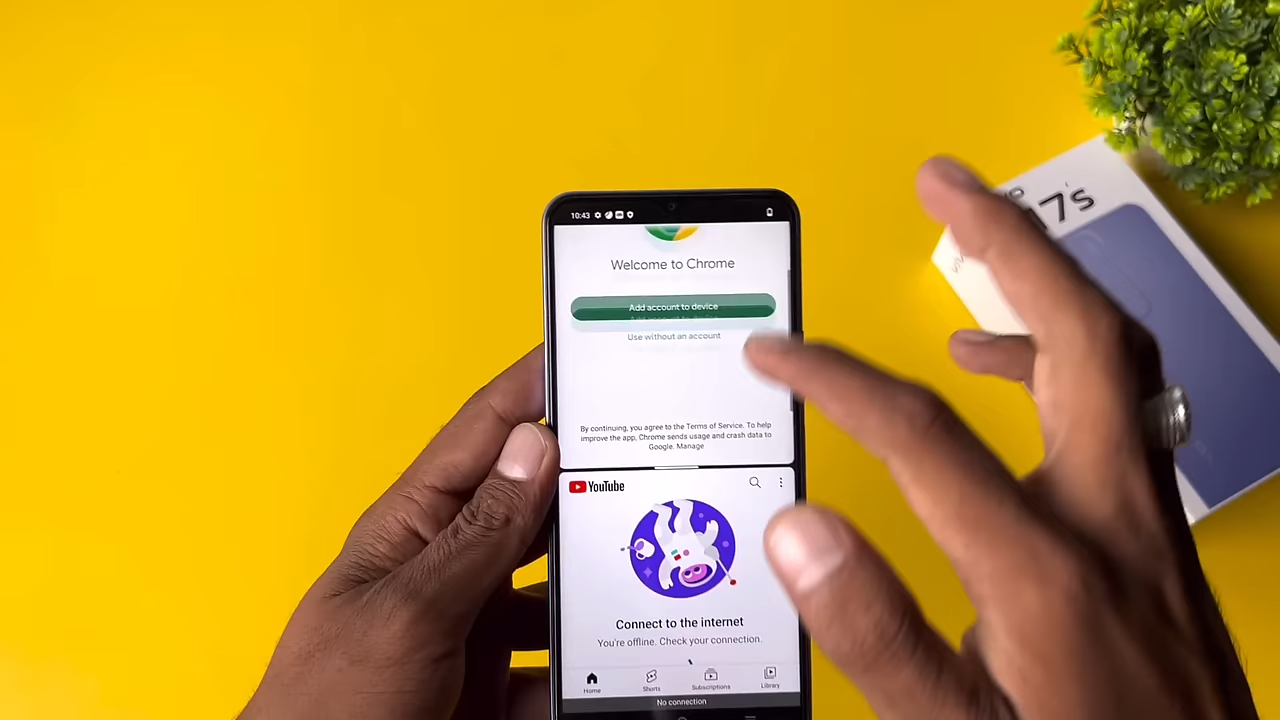 10:43
Welcome to Chrome
Add account to device
Use without an account
By continuing, you agree to the Terms of Service. To help
improve the app, Chrome sends usage and crash data to
Google. Manage
YouTube
Connect to the internet
You're offline. Check your connection.
Home
Shorts
Subscriptions
Library
No connection
7's